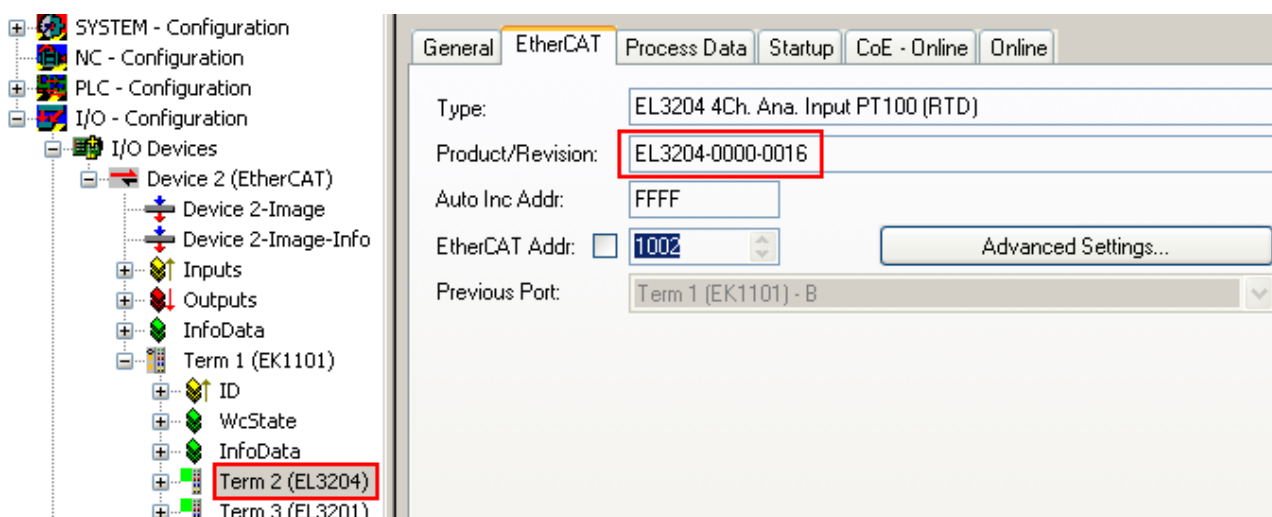 SYSTEM - Configuration
NC - Configuration
PLC - Configuration
I/O - Configuration
I/O Devices
Device 2 (EtherCAT)
Device 2-Image
Device 2-Image-Info
Inputs
Outputs
InfoData
Term 1 (EK1101)
ID
WcState
InfoData
Term 2 (EL3204)
Term 3 (EL3201)
General EtherCAT Process Data Startup CoE - Online Online
Type: EL3204 4Ch. Ana. Input PT100 (RTD)
Product/Revision: EL3204-0000-0016
Auto Inc Addr: FFFF
EtherCAT Addr: 1002 Advanced Settings...
Previous Port: Term 1 (EK1101) - B